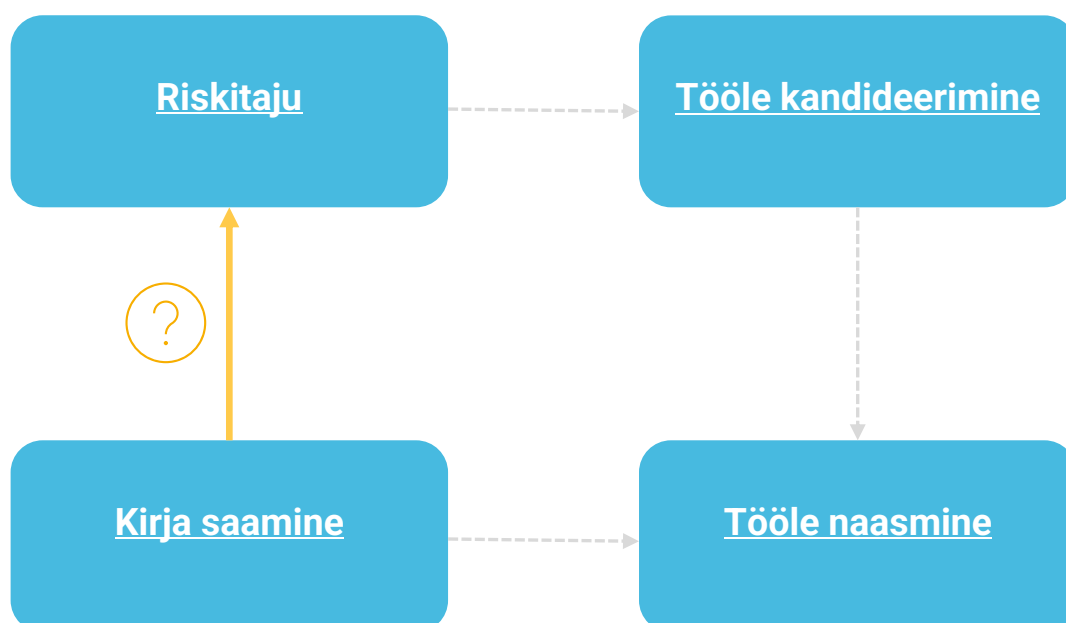 Riskitaju
Tööle kandideerimine
?
Kirja saamine
Tööle naasmine